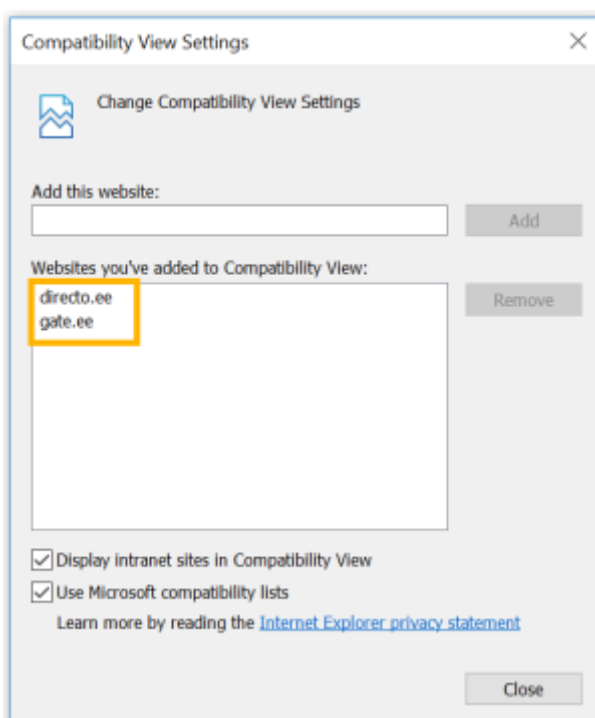 Compatibility View Settings
Change Compatibility View Settings
Add this website:
Add
Websites you've added to Compatibility View:
directo.ee
gate.ee
Remove
Display intranet sites in Compatibility View
Use Microsoft compatibility lists
Learn more by reading the Internet Explorer privacy statement
Close